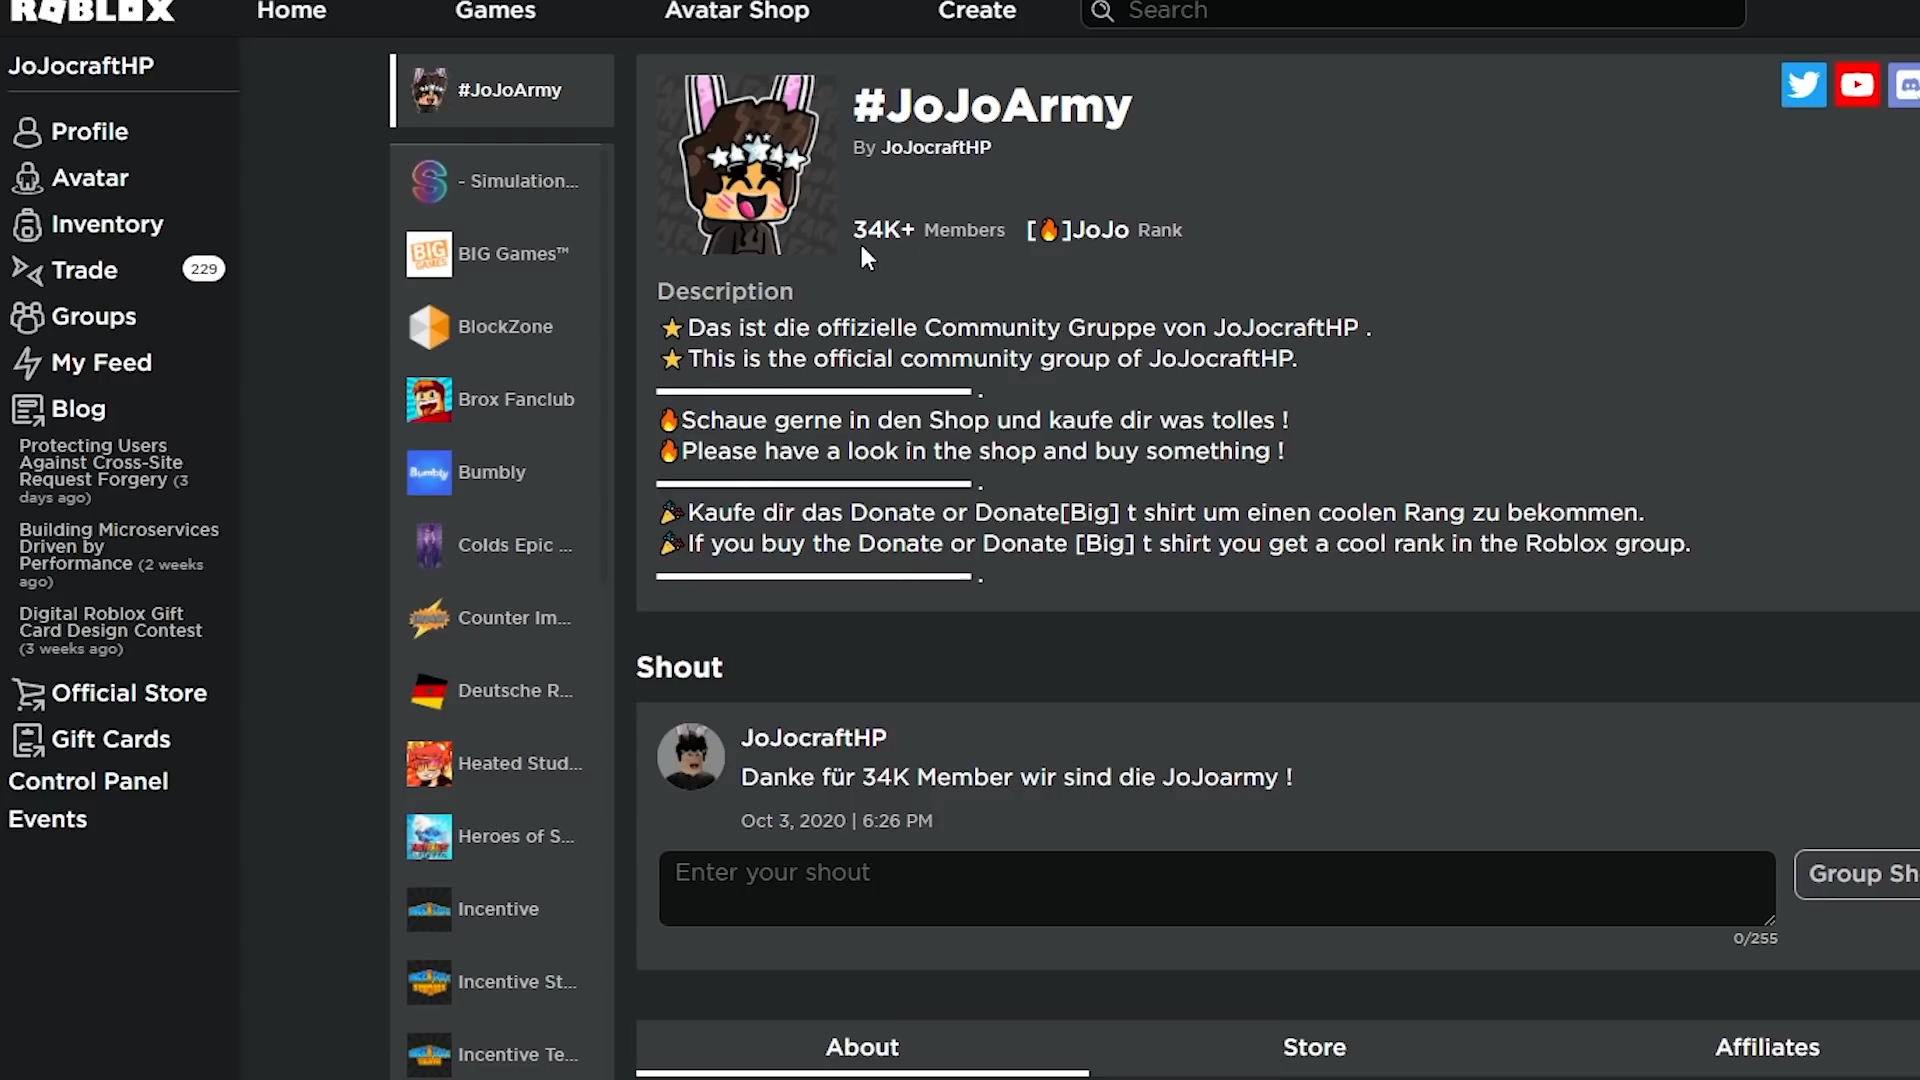 ROBLOX
Home
Games
Avatar Shop
Create
Search
JoJocraftHP
Profile
Avatar
Inventory
Trade 229
Groups
My Feed
Blog
Protecting Users
Against Cross-Site
Request Forgery (3
days ago)
Building Microservices
Driven by
Performance (2 weeks
ago)
Digital Roblox Gift
Card Design Contest
(3 weeks ago)
Official Store
Gift Cards
Control Panel
Events
#JoJoArmy
- Simulation...
BIG GAMES
BIG Games™
BlockZone
Brox Fanclub
Bumbly
Bumbly
Colds Epic ...
Counter Im...
Deutsche R...
Heated Stud...
Heroes of S...
Incentive
Incentive St...
Incentive Te...
#JoJoArmy
By JoJocraftHP
34K+ Members [🔥]JoJo Rank
Description
⭐Das ist die offizielle Community Gruppe von JoJocraftHP .
⭐This is the official community group of JoJocraftHP.
▬▬▬▬▬▬▬▬▬▬ .
🔥Schaue gerne in den Shop und kaufe dir was tolles !
🔥Please have a look in the shop and buy something !
▬▬▬▬▬▬▬▬▬▬ .
🎉Kaufe dir das Donate or Donate[Big] t shirt um einen coolen Rang zu bekommen.
🎉If you buy the Donate or Donate [Big] t shirt you get a cool rank in the Roblox group.
▬▬▬▬▬▬▬▬▬▬ .
Shout
JoJocraftHP
Danke für 34K Member wir sind die JoJoarmy !
Oct 3, 2020 | 6:26 PM
Enter your shout
Group Sh
0/255
About
Store
Affiliates